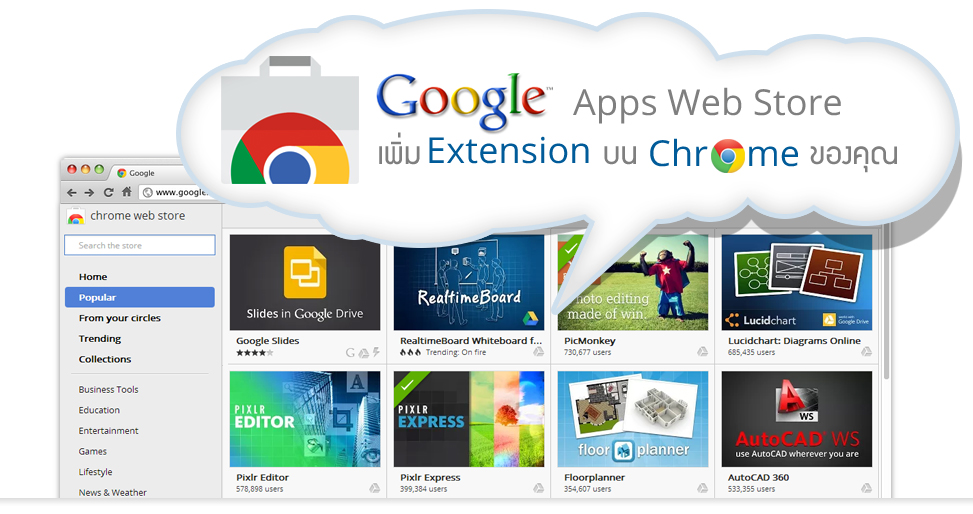 Google™ Apps Web Store
เพิ่ม Extension บน Chrome ของคุณ
Google
www.google.
chrome web store
Search the store
Home
Popular
From your circles
Trending
Collections
Business Tools
Education
Entertainment
Games
Lifestyle
News & Weather
Slides in Google Drive
Google Slides
RealtimeBoard
RealtimeBoard Whiteboard f...
Trending: On fire
Photo editing
made of win.
PicMonkey
730,677 users
Lucidchart
works with
Google Drive
Lucidchart: Diagrams Online
685,435 users
PIXLR
EDITOR
A
Pixlr Editor
578,898 users
PIXLR
EXPRESS
Pixlr Express
399,384 users
floor planner
Floorplanner
354,607 users
A
WS
AutoCAD® WS
use AutoCAD wherever you are
AutoCAD 360
533,355 users